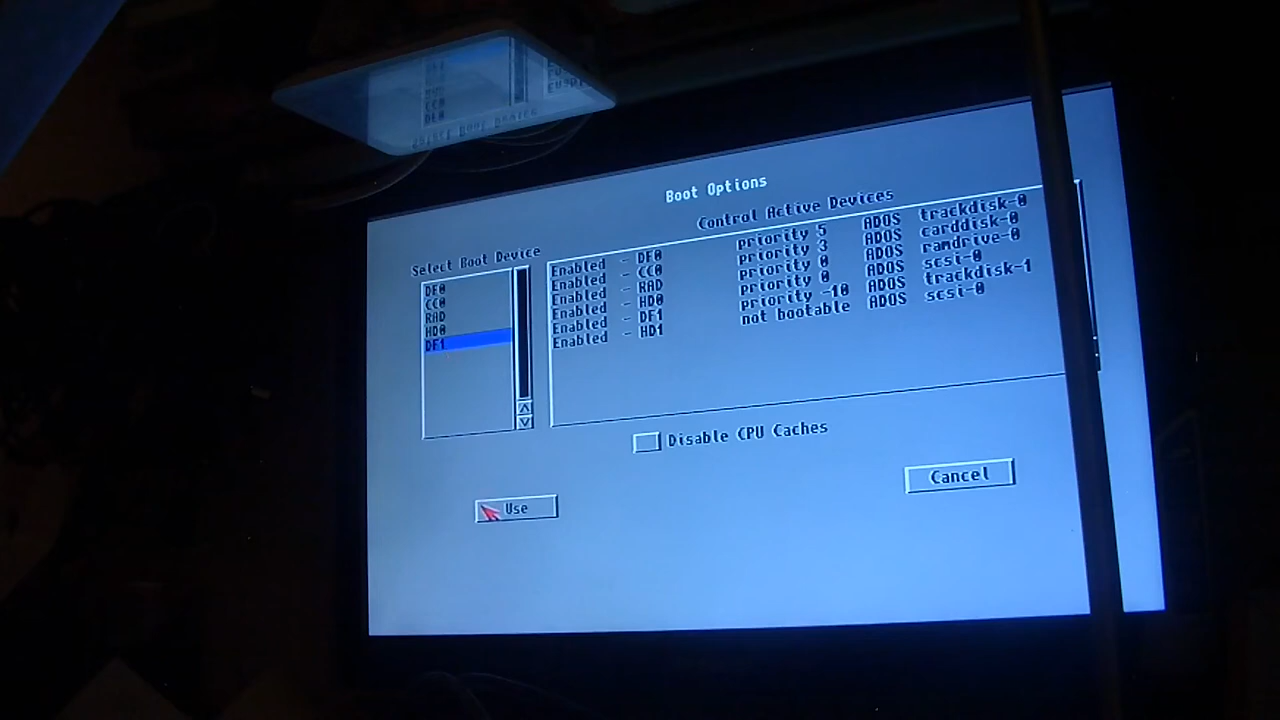 Boot Options
Select Boot Device
DF0
CC0
RAD
HD0
DF1
Control Active Devices
Enabled - DF0 priority 5 ADOS trackdisk-0
Enabled - CC0 priority 3 ADOS carddisk-0
Enabled - RAD priority 0 ADOS ramdrive-0
Enabled - HD0 priority 0 ADOS scsi-0
Enabled - DF1 priority -10 ADOS trackdisk-1
Enabled - HD1 not bootable ADOS scsi-0
Disable CPU Caches
Use
Cancel